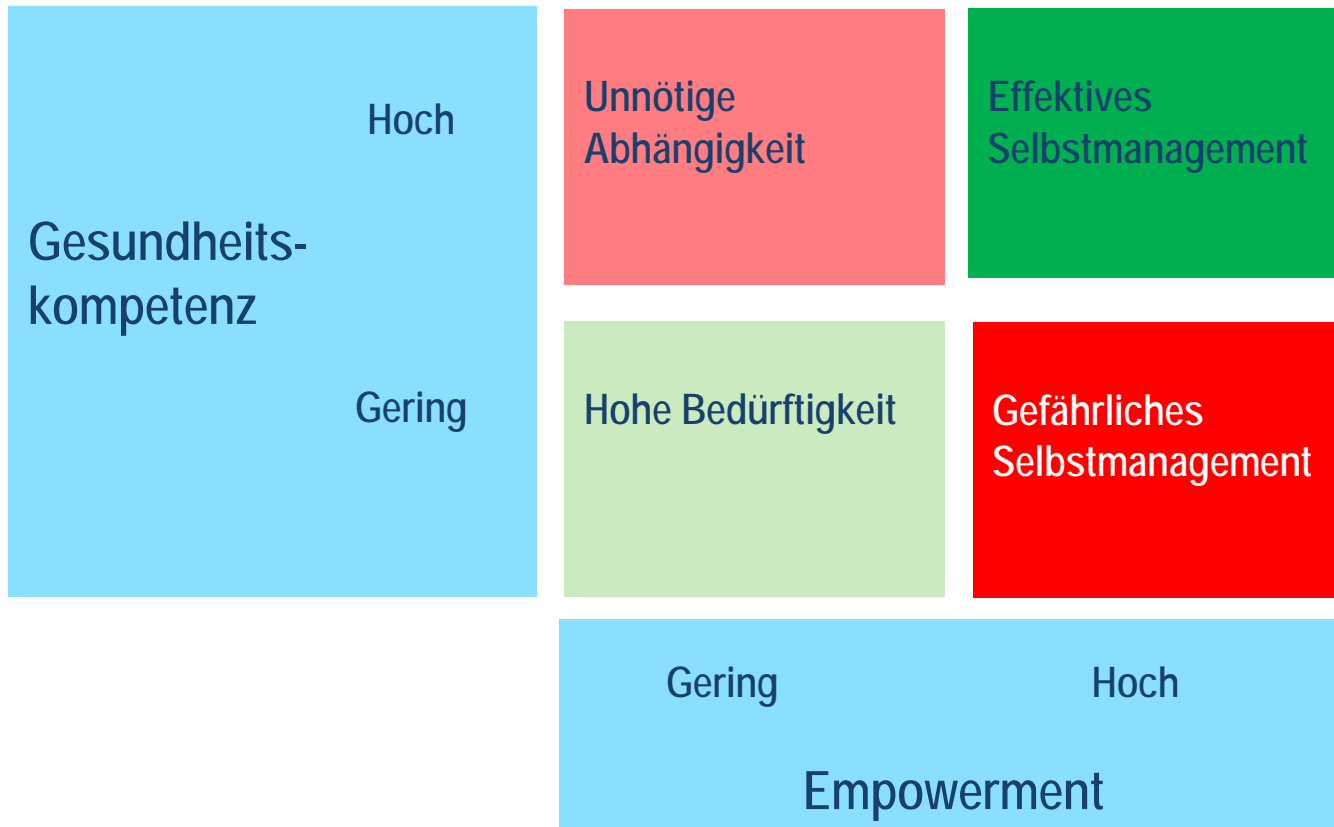 Hoch
Gesundheits-
kompetenz
Gering
Unnötige
Abhängigkeit
Effektives
Selbstmanagement
Hohe Bedürftigkeit
Gefährliches
Selbstmanagement
Gering
Hoch
Empowerment